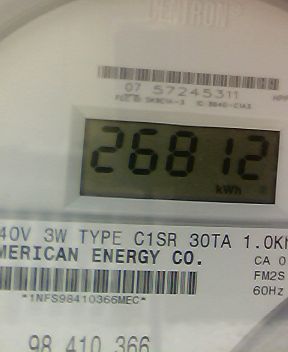 CENTRON®
07 57245311
26812
kWh
40V 3W TYPE C1SR 30TA 1.0Kh
MERICAN ENERGY CO.
CA 0
FM2S
*1NFS98410366MEC*
60Hz
98 410 366